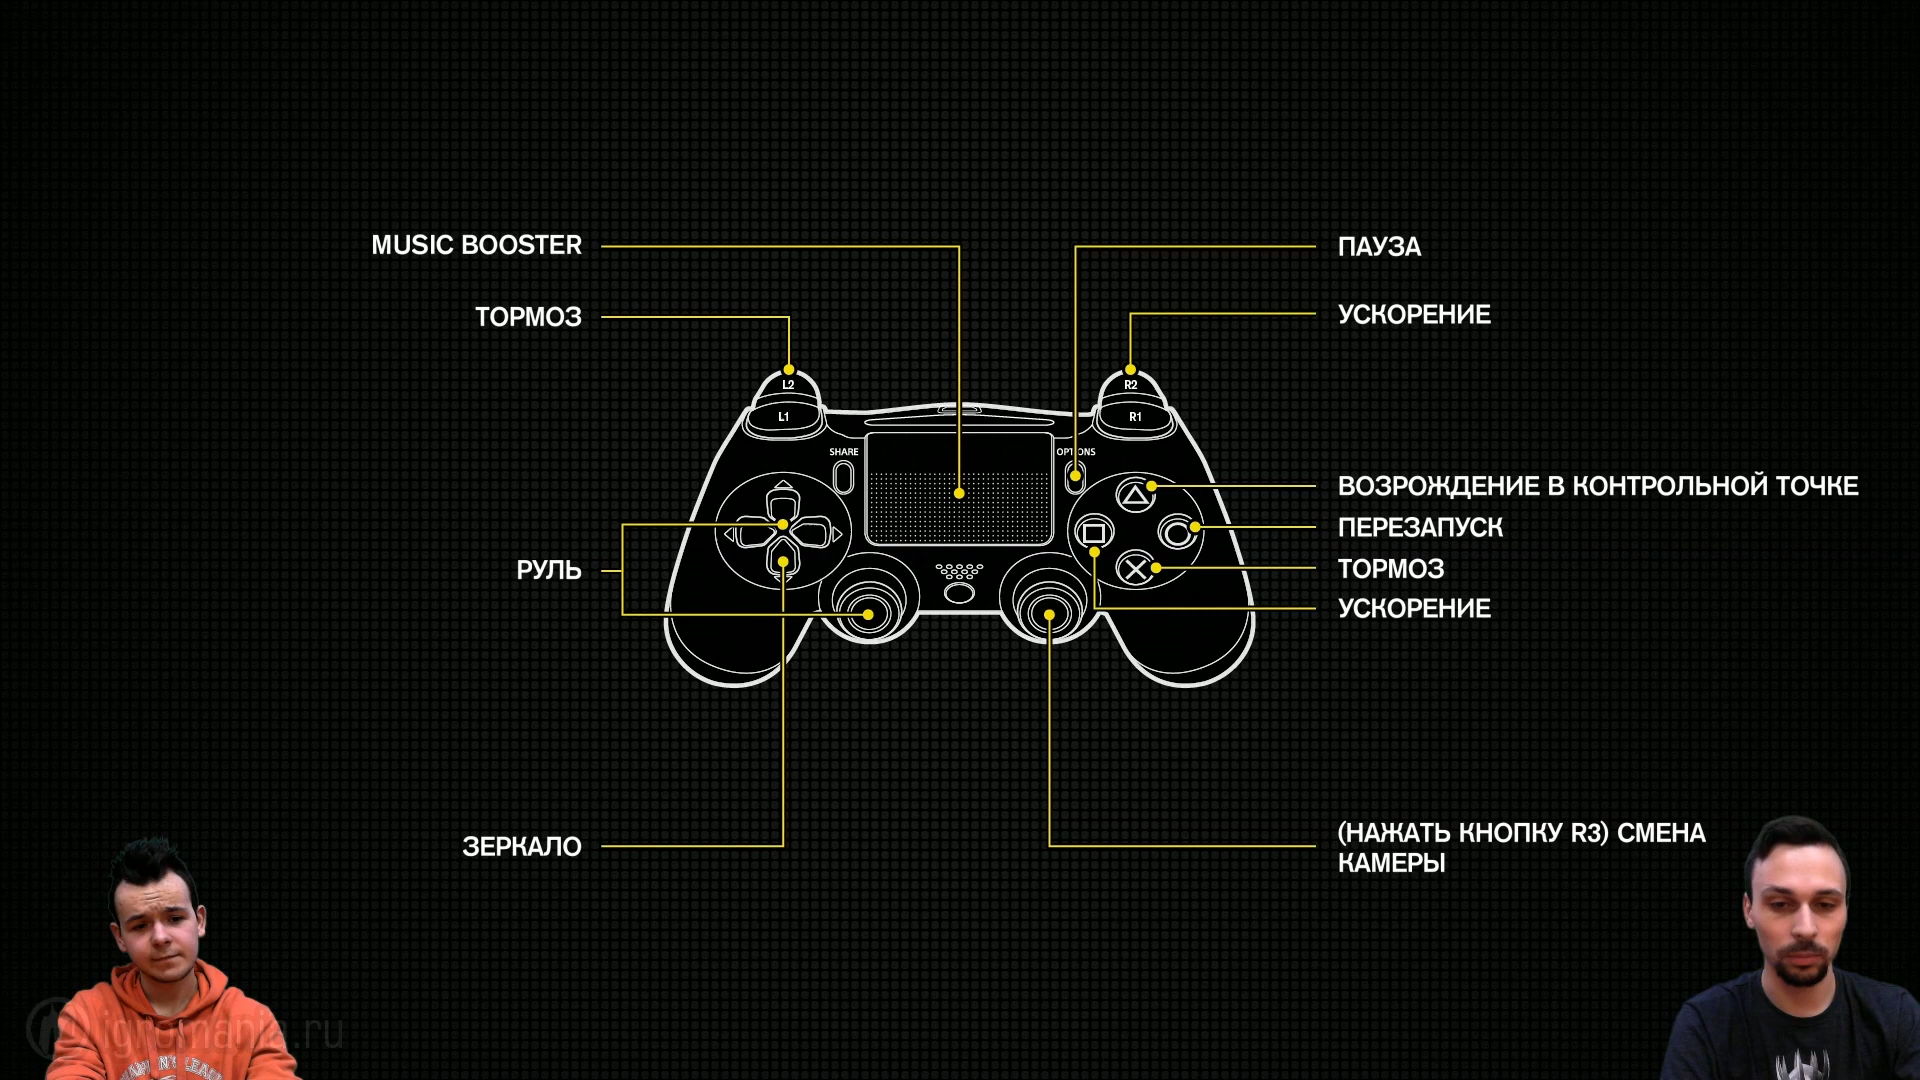 MUSIC BOOSTER
ПАУЗА
ТОРМОЗ
УСКОРЕНИЕ
L2
R2
L1
R1
SHARE
OPTIONS
ВОЗРОЖДЕНИЕ В КОНТРОЛЬНОЙ ТОЧКЕ
ПЕРЕЗАПУСК
РУЛЬ
ТОРМОЗ
УСКОРЕНИЕ
ЗЕРКАЛО
(НАЖАТЬ КНОПКУ R3) СМЕНА
КАМЕРЫ
igromania.ru